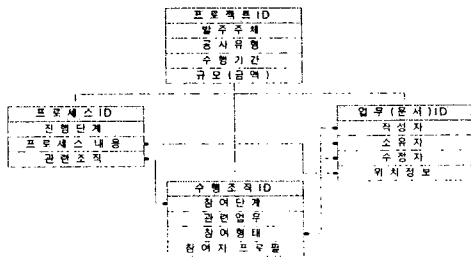 프로젝트ID
발주주체
공사유형
수행기간
규모(금액)
프로세스ID
진행단계
프로세스 내용
관련조직
업무(문서)ID
작성자
소유자
수정자
위치정보
수행조직ID
참여단계
관련업무
참여형태
참여자 프로필